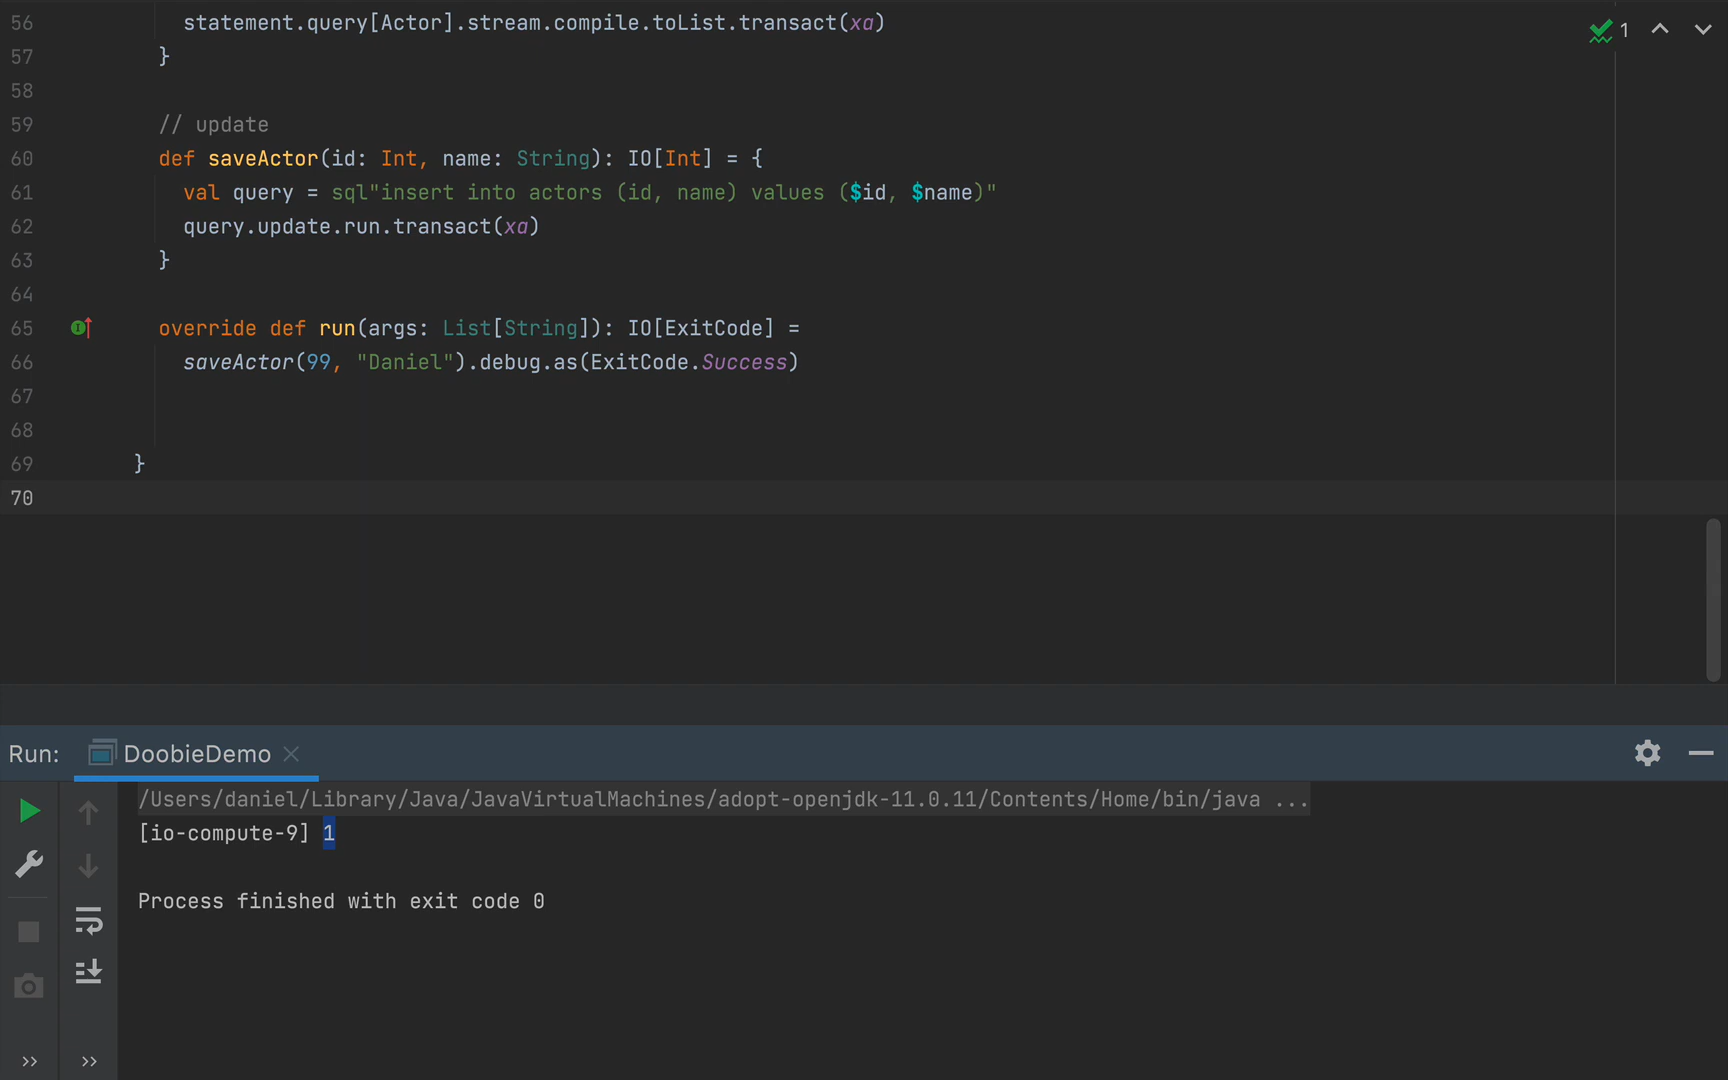 56 statement.query[Actor].stream.compile.toList.transact(xa)
1
57 }
58
59 // update
60 def saveActor(id: Int, name: String): IO[Int] = {
61 val query = sql"insert into actors (id, name) values ($id, $name)"
62 query.update.run.transact(xa)
63 }
64
65 override def run(args: List[String]): IO[ExitCode] =
66 saveActor(99, "Daniel").debug.as(ExitCode.Success)
67
68
69 }
70
Run: DoobieDemo
/Users/daniel/Library/Java/JavaVirtualMachines/adopt-openjdk-11.0.11/Contents/Home/bin/java ...
[io-compute-9] 1
Process finished with exit code 0